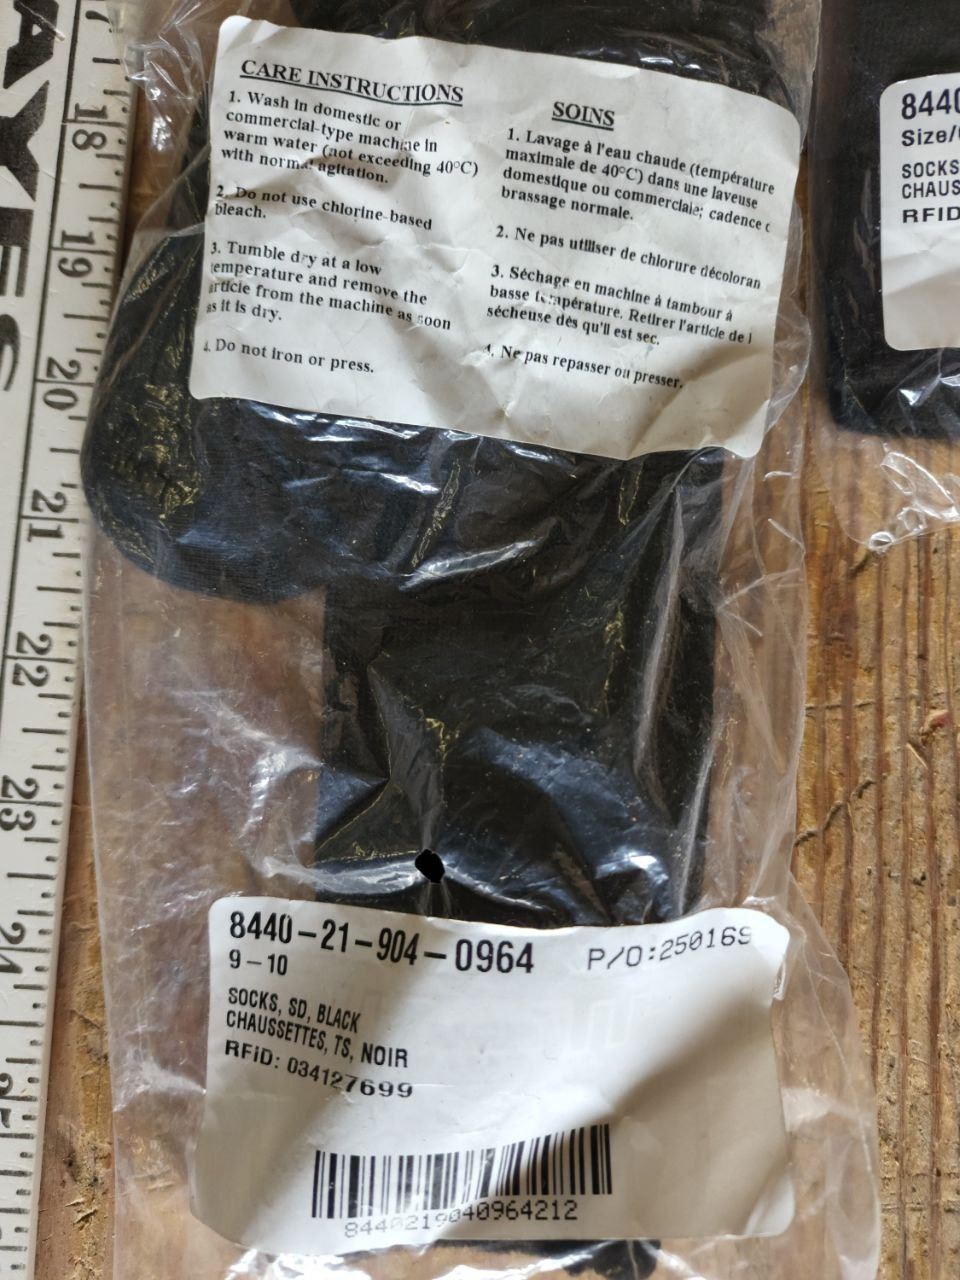 CARE INSTRUCTIONS
1. Wash in domestic or
commercial-type machine in
warm water (not exceeding 40°C)
with normal agitation.
2. Do not use chlorine-based
bleach.
3. Tumble dry at a low
temperature and remove the
article from the machine as soon
as it is dry.
4. Do not iron or press.
SOINS
1. Lavage à l'eau chaude (température
maximale de 40°C) dans une laveuse
domestique ou commerciale; cadence
brassage normale.
2. Ne pas utiliser de chlorure décoloran
3. Séchage en machine à tambour à
basse température. Retirer l'article de l
sécheuse dès qu'il est sec.
4. Ne pas repasser ou presser.
8440-21-904-0964
P/O:250169
9-10
SOCKS, SD, BLACK
CHAUSSETTES, TS, NOIR
RFiD: 034127699
8440219040964212
8440
Size/
SOCKS
CHAUS
RFID
18
19
20
21
22
23
24
25